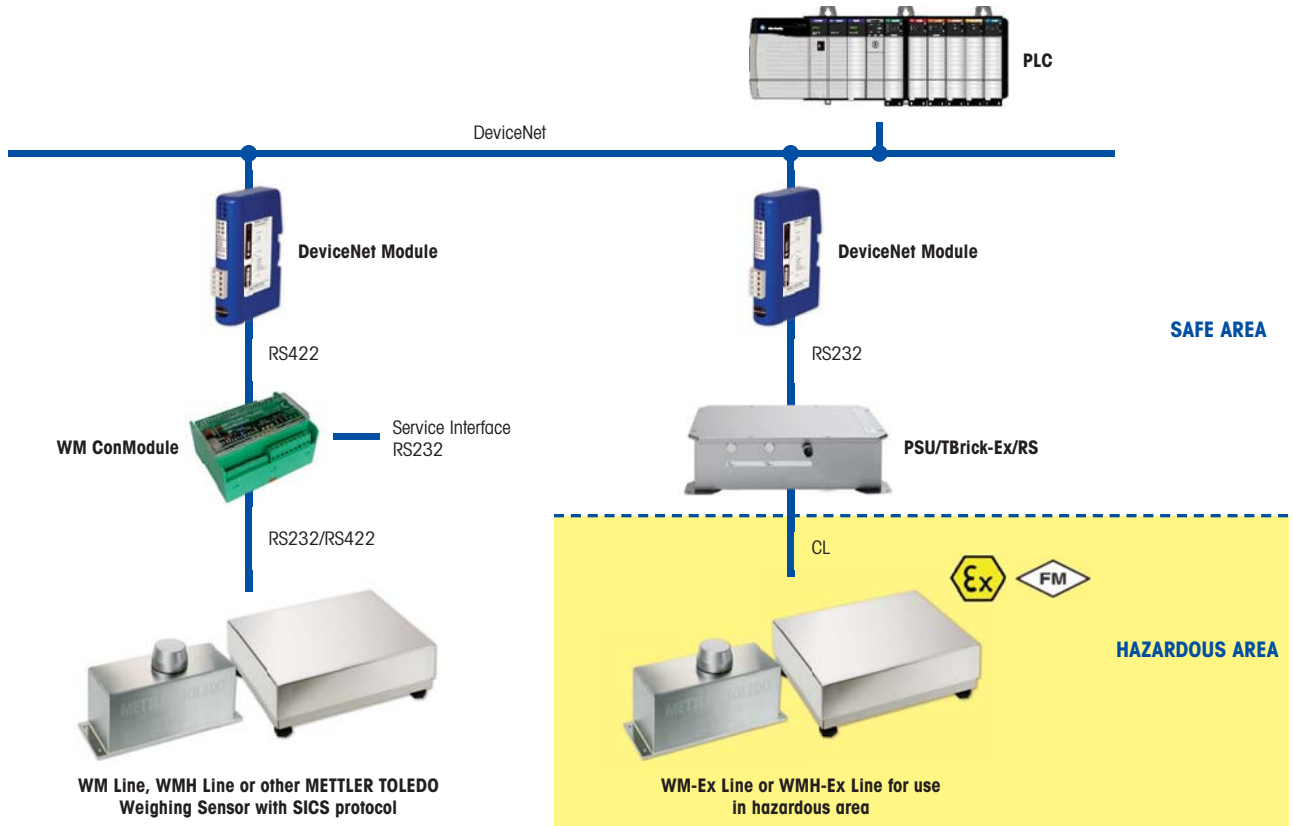 PLC
DeviceNet
DeviceNet Module
DeviceNet Module
SAFE AREA
RS422
RS232
WM ConModule
Service Interface
RS232
PSU/TBrick-Ex/RS
RS232/RS422
CL
Ex
FM
HAZARDOUS AREA
METTLER TOLEDO
METTLER TOLEDO
WM Line, WMH Line or other METTLER TOLEDO
Weighing Sensor with SICS protocol
WM-Ex Line or WMH-Ex Line for use
in hazardous area